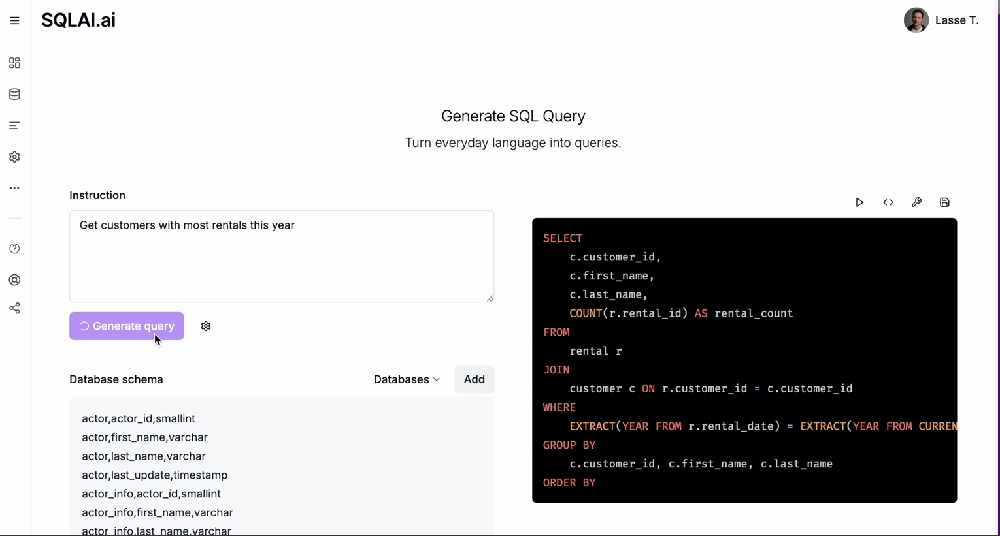 SQLAI.ai
Lasse T.
Generate SQL Query
Turn everyday language into queries.
Instruction
Get customers with most rentals this year
Generate query
Database schema
Databases
Add
actor,actor_id,smallint
actor,first_name,varchar
actor,last_name,varchar
actor,last_update,timestamp
actor_info,actor_id,smallint
actor_info,first_name,varchar
actor_info,last_name,varchar
SELECT
c.customer_id,
c.first_name,
c.last_name,
COUNT(r.rental_id) AS rental_count
FROM
rental r
JOIN
customer c ON r.customer_id = c.customer_id
WHERE
EXTRACT(YEAR FROM r.rental_date) = EXTRACT(YEAR FROM CURREN
GROUP BY
c.customer_id, c.first_name, c.last_name
ORDER BY